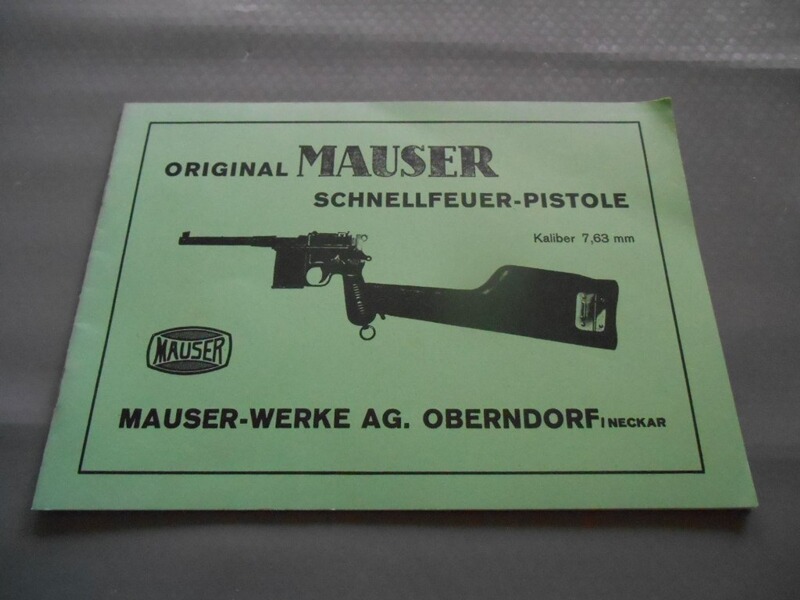 ORIGINAL MAUSER
SCHNELLFEUER-PISTOLE
Kaliber 7,63 mm
MAUSER
MAUSER-WERKE AG. OBERNDORF/NECKAR